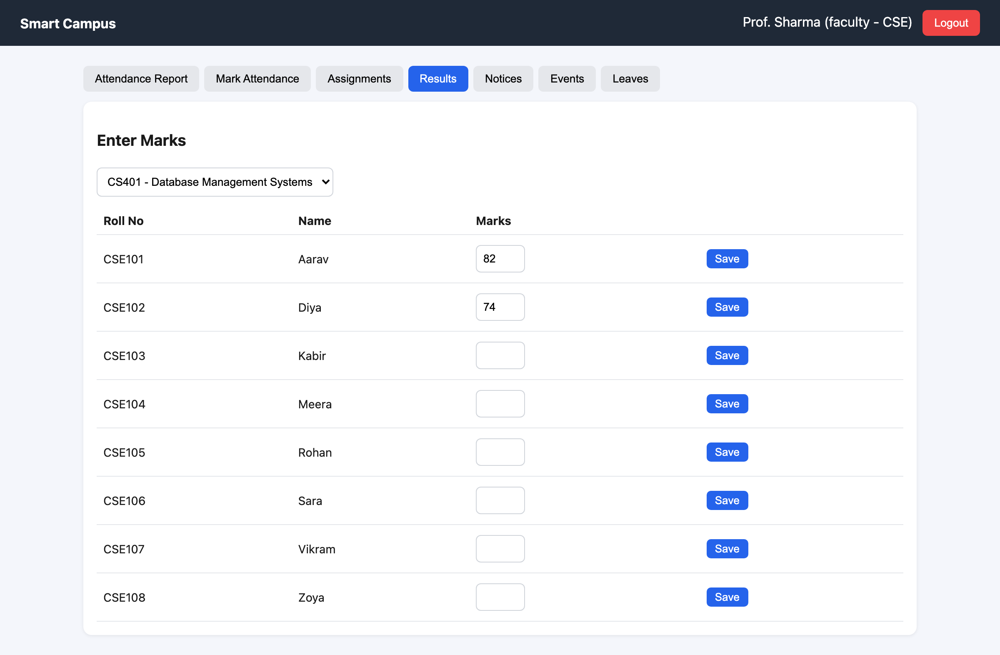 Smart Campus
Prof. Sharma (faculty - CSE) Logout
Attendance Report Mark Attendance Assignments Results Notices Events Leaves
Enter Marks
CS401 - Database Management Systems
Roll No Name Marks
CSE101 Aarav 82 Save
CSE102 Diya 74 Save
CSE103 Kabir Save
CSE104 Meera Save
CSE105 Rohan Save
CSE106 Sara Save
CSE107 Vikram Save
CSE108 Zoya Save